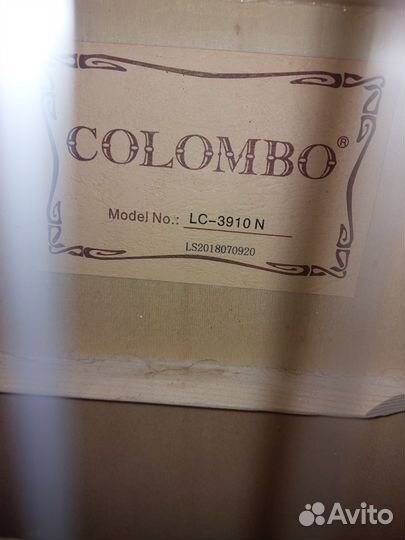 COLOMBO®
Model No.: LC-3910 N
LS2018070920
Avito